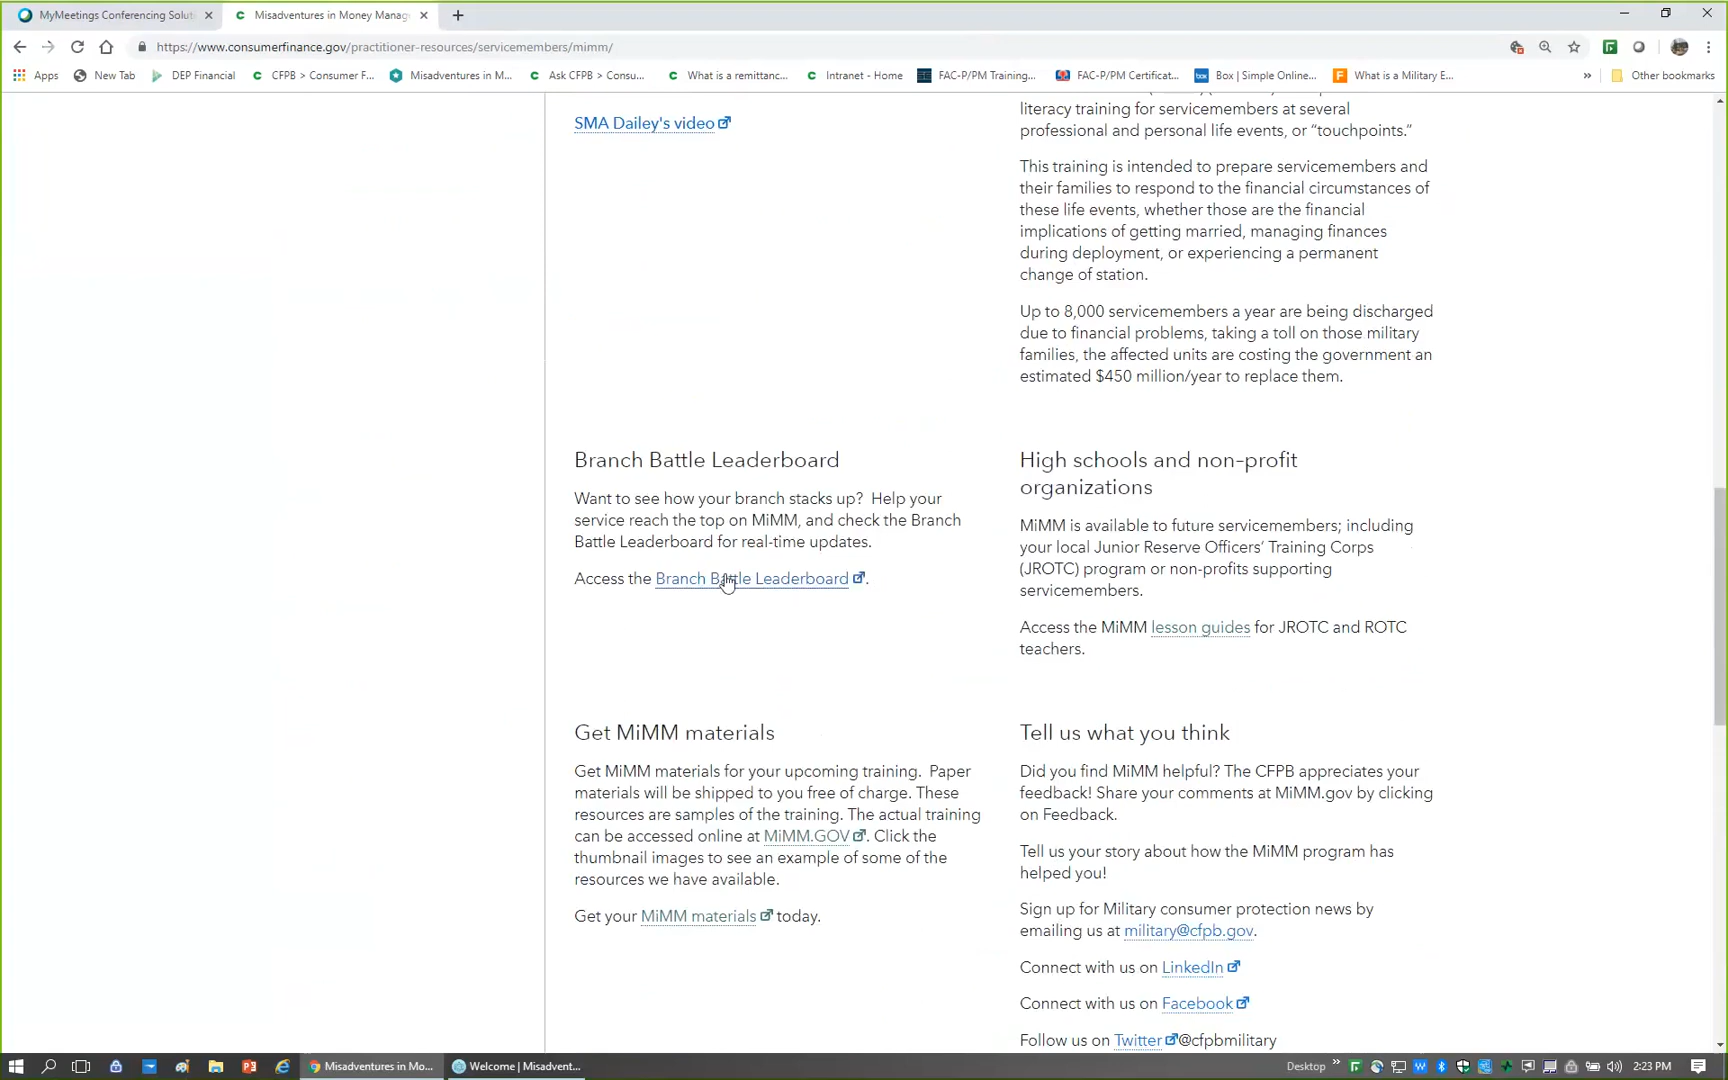 MyMeetings Conferencing Solut
Misadventures in Money Manag
https://www.consumerfinance.gov/practitioner-resources/servicemembers/mimm/
Apps
New Tab
DEP Financial
CFPB > Consumer F...
Misadventures in M...
Ask CFPB > Consu...
What is a remittanc...
Intranet - Home
FAC-P/PM Training...
FAC-P/PM Certificat...
Box | Simple Online...
What is a Military E...
Other bookmarks
SMA Dailey's video
literacy training for servicemembers at several
professional and personal life events, or “touchpoints.”
This training is intended to prepare servicemembers and
their families to respond to the financial circumstances of
these life events, whether those are the financial
implications of getting married, managing finances
during deployment, or experiencing a permanent
change of station.
Up to 8,000 servicemembers a year are being discharged
due to financial problems, taking a toll on those military
families, the affected units are costing the government an
estimated $450 million/year to replace them.
Branch Battle Leaderboard
Want to see how your branch stacks up? Help your
service reach the top on MiMM, and check the Branch
Battle Leaderboard for real-time updates.
Access the Branch Battle Leaderboard.
High schools and non-profit
organizations
MiMM is available to future servicemembers; including
your local Junior Reserve Officers’ Training Corps
(JROTC) program or non-profits supporting
servicemembers.
Access the MiMM lesson guides for JROTC and ROTC
teachers.
Get MiMM materials
Get MiMM materials for your upcoming training. Paper
materials will be shipped to you free of charge. These
resources are samples of the training. The actual training
can be accessed online at MiMM.GOV. Click the
thumbnail images to see an example of some of the
resources we have available.
Get your MiMM materials today.
Tell us what you think
Did you find MiMM helpful? The CFPB appreciates your
feedback! Share your comments at MiMM.gov by clicking
on Feedback.
Tell us your story about how the MiMM program has
helped you!
Sign up for Military consumer protection news by
emailing us at military@cfpb.gov.
Connect with us on LinkedIn
Connect with us on Facebook
Follow us on Twitter @cfpbmilitary
Misadventures in Mo...
Welcome | Misadvent...
Desktop
2:23 PM